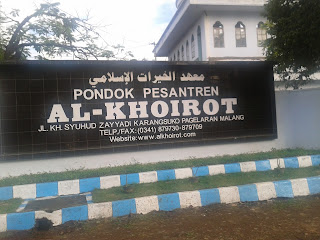 معهد الخيرات الإسلامي
PONDOK PESANTREN
AL-KHOIROT
JL.KH.SYUHUD ZAYYADI KARANGSUKO PAGELARAN MALANG
TELP./FAX:(0341) 879730-879709
Website:www.alkhoirot.com